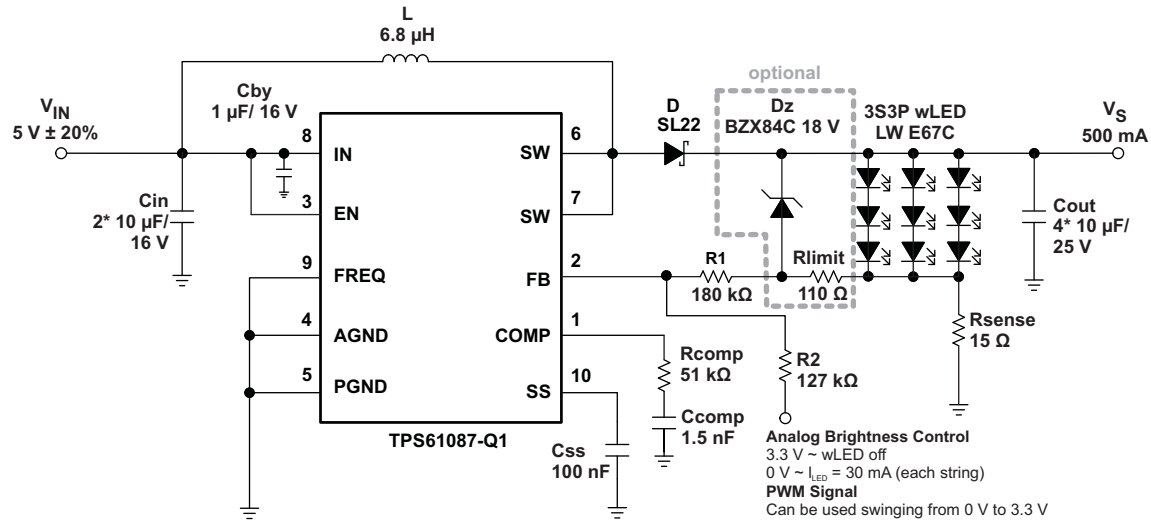 L
6.8 µH
optional
Cby
1 µF/ 16 V
VIN
5 V ± 20%
D
SL22
Dz
BZX84C 18 V
3S3P wLED
LW E67C
VS
500 mA
8
IN
6
SW
3
EN
7
SW
Cin
2* 10 µF/
16 V
Cout
4* 10 µF/
25 V
9
FREQ
2
FB
R1
180 kΩ
Rlimit
110 Ω
4
AGND
1
COMP
Rsense
15 Ω
5
PGND
10
SS
Rcomp
51 kΩ
R2
127 kΩ
TPS61087-Q1
Ccomp
1.5 nF
Css
100 nF
Analog Brightness Control
3.3 V ~ wLED off
0 V ~ ILED = 30 mA (each string)
PWM Signal
Can be used swinging from 0 V to 3.3 V